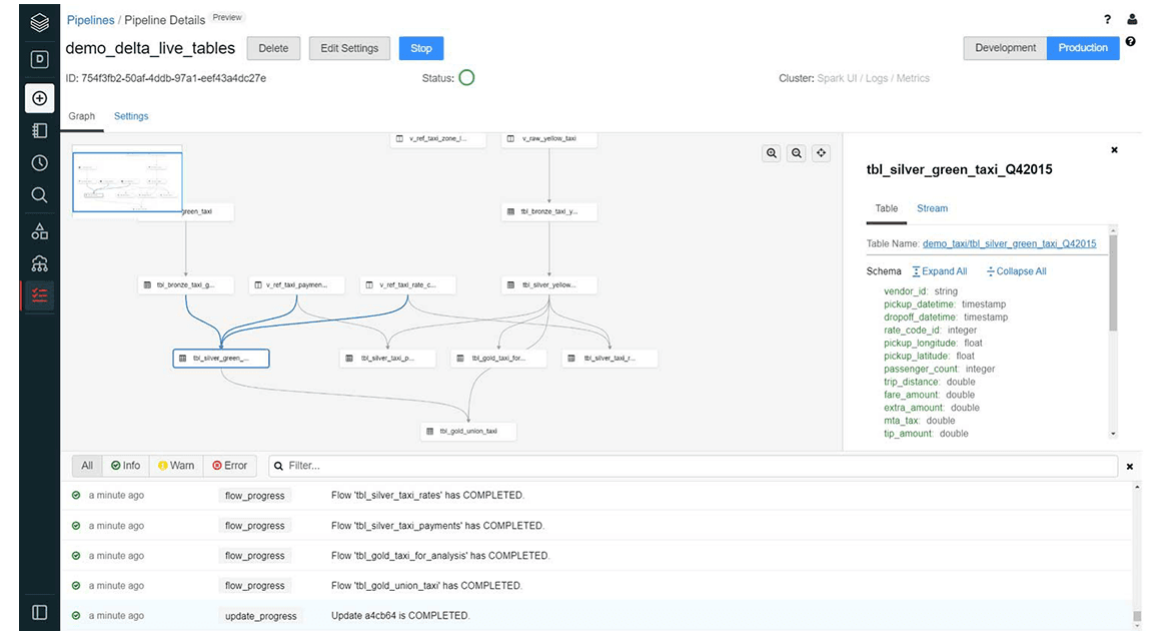 Pipelines / Pipeline Details Preview
?
demo_delta_live_tables Delete Edit Settings Stop Development Production
ID: 754f3fb2-50af-4ddb-97a1-eef43a4dc27e Status: Cluster: Spark UI / Logs / Metrics
Graph Settings
v_ref_taxi_zone_l... v_raw_yellow_taxi
tbl_silver_green_taxi_Q42015
green_taxi tbl_bronze_taxi_y...
Table Stream
Table Name: demo_taxi/tbl_silver_green_taxi_Q42015
Schema Expand All Collapse All
tbl_bronze_taxi_g... v_ref_taxi_paymen... v_ref_taxi_rate_c... tbl_silver_yellow...
vendor_id: string
pickup_datetime: timestamp
dropoff_datetime: timestamp
rate_code_id: integer
pickup_longitude: float
pickup_latitude: float
passenger_count: integer
trip_distance: double
fare_amount: double
extra_amount: double
mta_tax: double
tip_amount: double
tbl_silver_green_... tbl_silver_taxi_p... tbl_gold_taxi_for... tbl_silver_taxi_r...
tbl_gold_union_taxi
All Info Warn Error Filter...
a minute ago flow_progress Flow 'tbl_silver_taxi_rates' has COMPLETED.
a minute ago flow_progress Flow 'tbl_silver_taxi_payments' has COMPLETED.
a minute ago flow_progress Flow 'tbl_gold_taxi_for_analysis' has COMPLETED.
a minute ago flow_progress Flow 'tbl_gold_union_taxi' has COMPLETED.
a minute ago update_progress Update a4cb64 is COMPLETED.